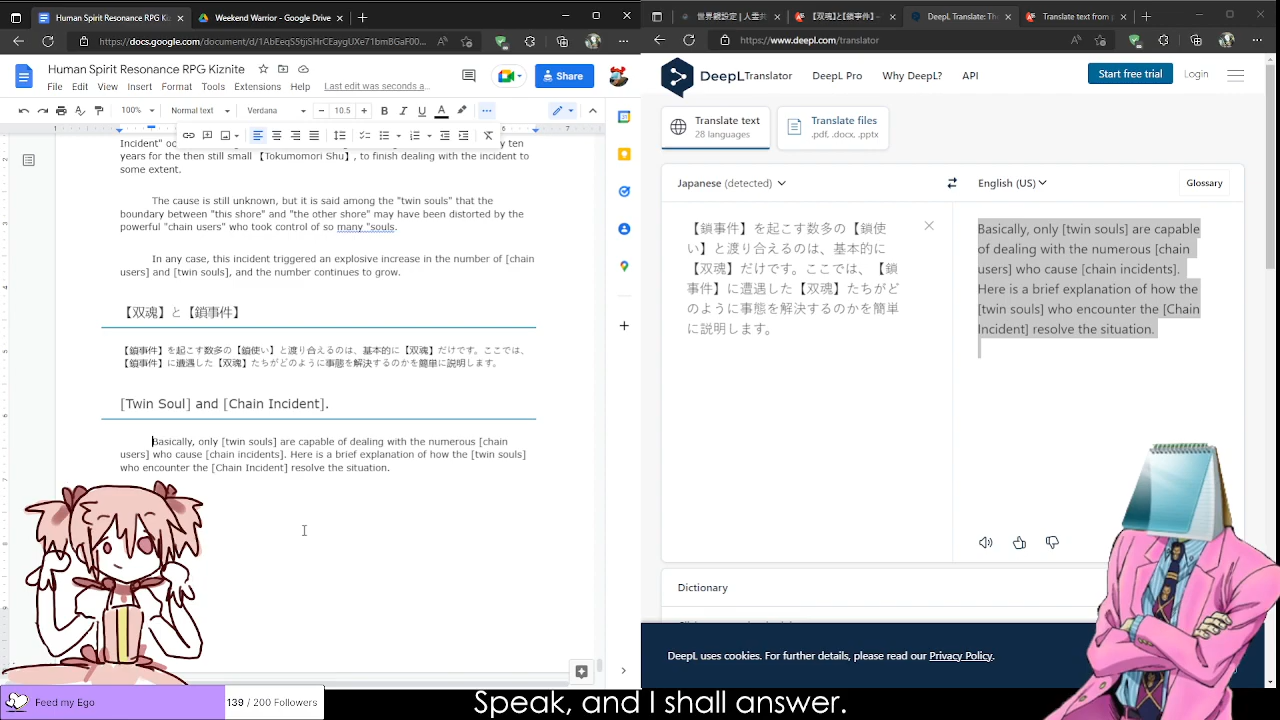 Human Spirit Resonance RPG Kiznite
Weekend Warrior - Google Drive
https://docs.google.com/document/d/1AbEeqS5tjiSHrCEaygUXe71bmBGaF00...
Human Spirit Resonance RPG Kiznite
File Edit View Insert Format Tools Extensions Help Last edit was seconds a...
Share
100% Normal text Verdana 10.5
years for the then still small【Tokumomori Shu】, to finish dealing with the incident to
some extent.
The cause is still unknown, but it is said among the "twin souls" that the
boundary between "this shore" and "the other shore" may have been distorted by the
powerful "chain users" who took control of so many "souls.
In any case, this incident triggered an explosive increase in the number of [chain
users] and [twin souls], and the number continues to grow.
【双魂】と【鎖事件】
【鎖事件】を起こす数多の【鎖使い】と渡り合えるのは、基本的に【双魂】だけです。ここでは、
【鎖事件】に遭遇した【双魂】たちがどのように事態を解決するのかを簡単に説明します。
[Twin Soul] and [Chain Incident].
Basically, only [twin souls] are capable of dealing with the numerous [chain
users] who cause [chain incidents]. Here is a brief explanation of how the [twin souls]
who encounter the [Chain Incident] resolve the situation.
Feed my Ego
139 / 200 Followers
世界観設定 | 人霊共
【双魂】と【鎖事件】-
DeepL Translate: Th
Translate text from
https://www.deepl.com/translator
DeepL Translator DeepL Pro Why DeepL? API Start free trial Login
Translate text
28 languages
Translate files
.pdf, .docx, .pptx
Japanese (detected)
English (US)
Glossary
【鎖事件】を起こす数多の【鎖使
い】と渡り合えるのは、基本的に
【双魂】だけです。ここでは、【鎖
事件】に遭遇した【双魂】たちがど
のように事態を解決するのかを簡単
に説明します。
Basically, only [twin souls] are capable
of dealing with the numerous [chain
users] who cause [chain incidents].
Here is a brief explanation of how the
[twin souls] who encounter the [Chain
Incident] resolve the situation.
Dictionary
DeepL uses cookies. For further details, please read our Privacy Policy.
Speak, and I shall answer.